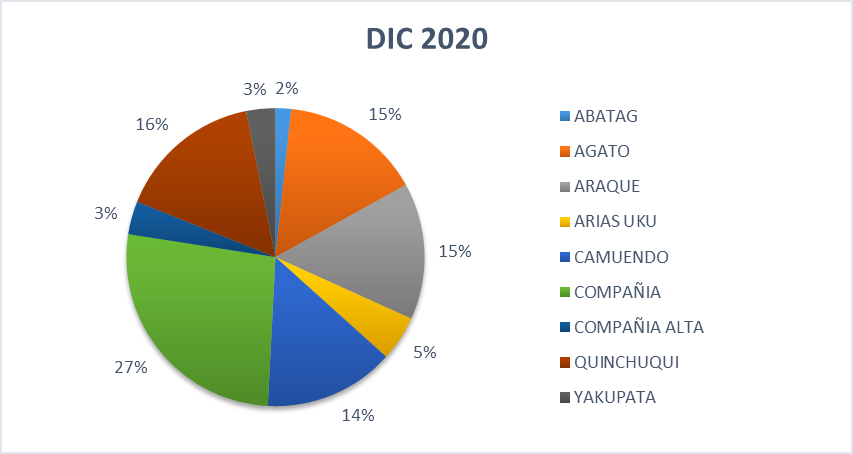 DIC 2020
2%
15%
15%
5%
14%
27%
3%
16%
3%
ABATAG
AGATO
ARAQUE
ARIAS UKU
CAMUENDO
COMPAÑIA
COMPAÑIA ALTA
QUINCHUQUI
YAKUPATA